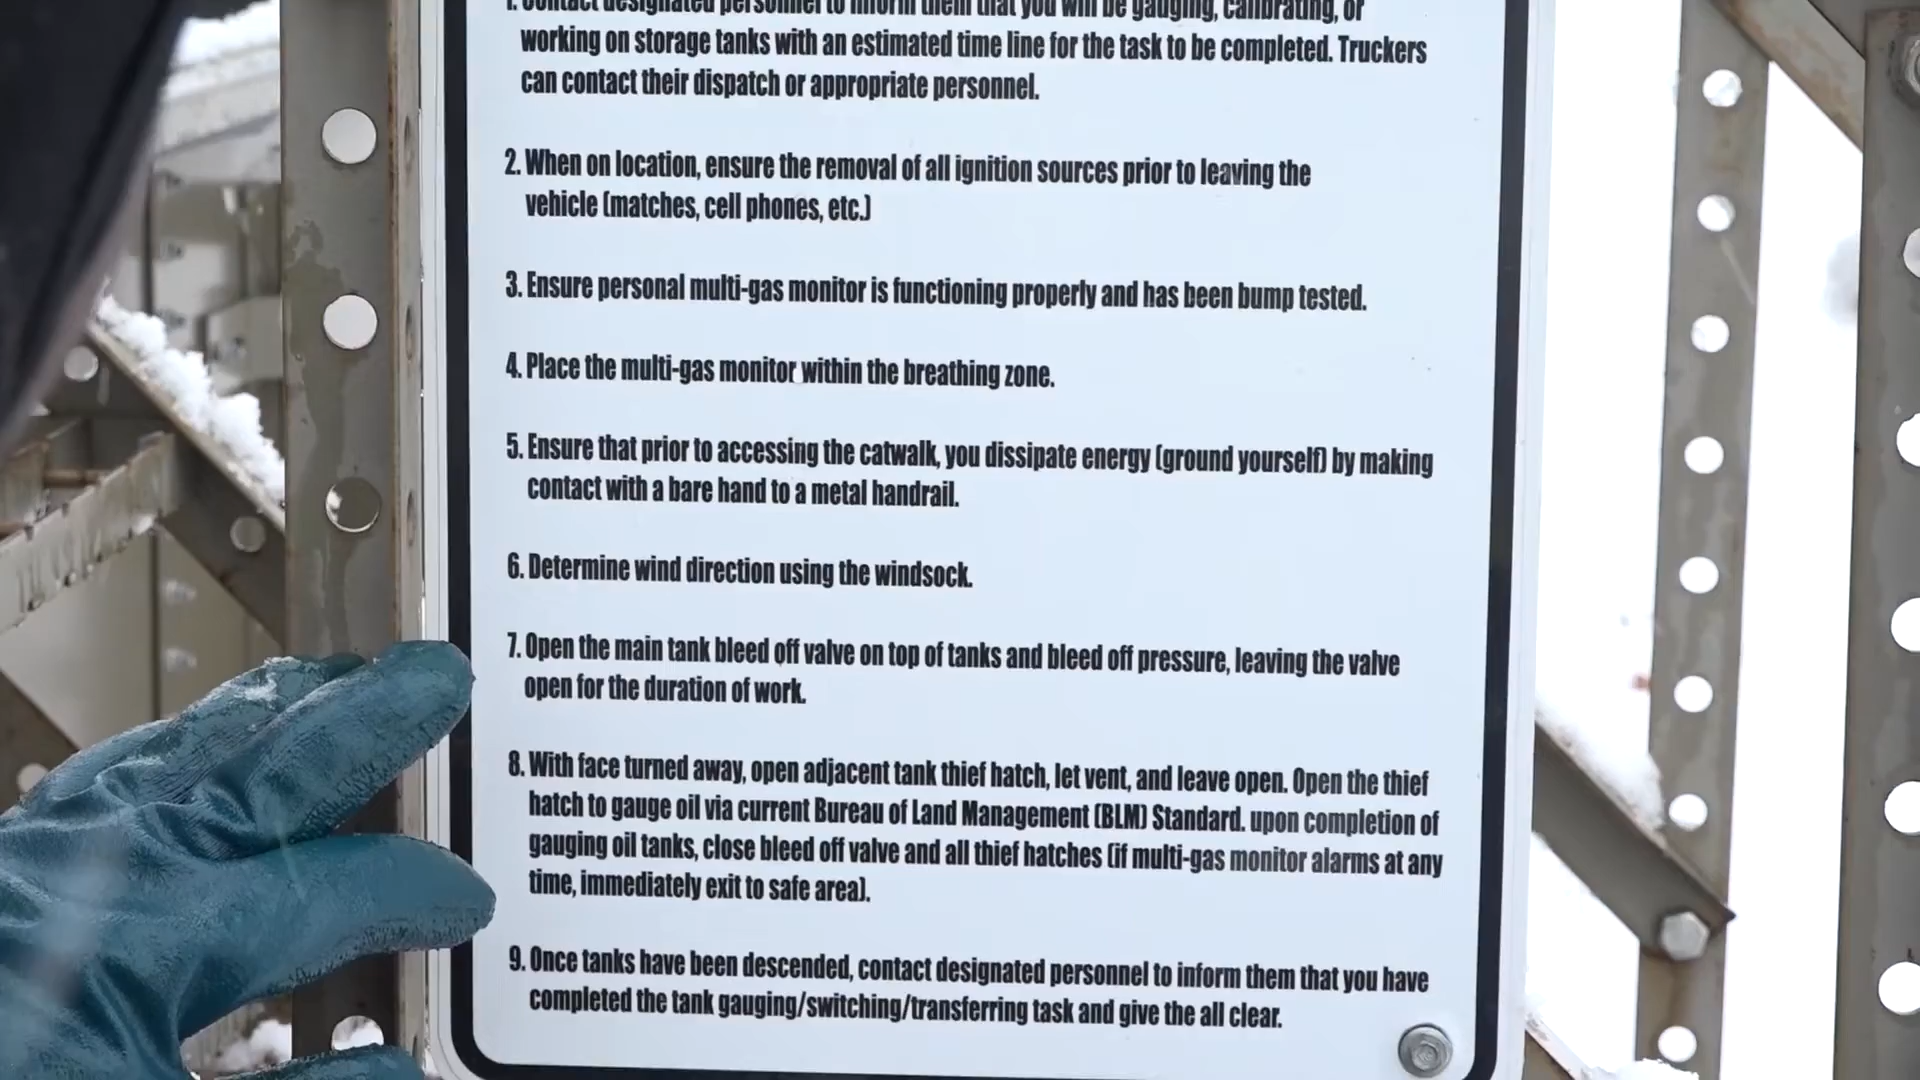 1. Contact designated personnel to inform them that you will be gauging, calibrating, or
working on storage tanks with an estimated time line for the task to be completed. Truckers
can contact their dispatch or appropriate personnel.
2. When on location, ensure the removal of all ignition sources prior to leaving the
vehicle (matches, cell phones, etc.)
3. Ensure personal multi-gas monitor is functioning properly and has been bump tested.
4. Place the multi-gas monitor within the breathing zone.
5. Ensure that prior to accessing the catwalk, you dissipate energy (ground yourself) by making
contact with a bare hand to a metal handrail.
6. Determine wind direction using the windsock.
7. Open the main tank bleed off valve on top of tanks and bleed off pressure, leaving the valve
open for the duration of work.
8. With face turned away, open adjacent tank thief hatch, let vent, and leave open. Open the thief
hatch to gauge oil via current Bureau of Land Management (BLM) Standard. upon completion of
gauging oil tanks, close bleed off valve and all thief hatches (if multi-gas monitor alarms at any
time, immediately exit to safe area).
9. Once tanks have been descended, contact designated personnel to inform them that you have
completed the tank gauging/switching/transferring task and give the all clear.